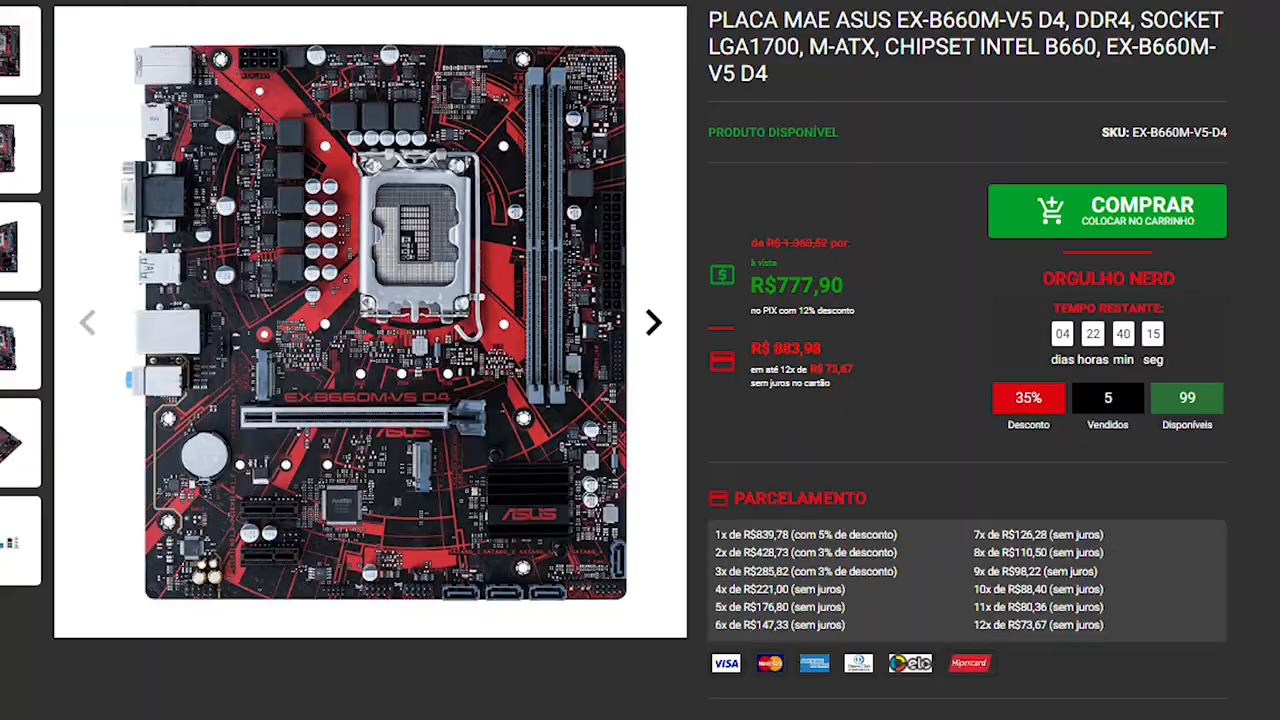 PLACA MAE ASUS EX-B660M-V5 D4, DDR4, SOCKET
LGA1700, M-ATX, CHIPSET INTEL B660, EX-B660M-
V5 D4
PRODUTO DISPONÍVEL
SKU: EX-B660M-V5-D4
COMPRAR
COLOCAR NO CARRINHO
de R$ 1.360,52 por:
à vista
R$777,90
no PIX com 12% desconto
R$ 883,98
em até 12x de R$ 73,67
sem juros no cartão
ORGULHO NERD
TEMPO RESTANTE:
04 22 40 15
dias horas min seg
35% 5 99
Desconto Vendidos Disponíveis
PARCELAMENTO
1x de R$839,78 (com 5% de desconto)
2x de R$428,73 (com 3% de desconto)
3x de R$285,82 (com 3% de desconto)
4x de R$221,00 (sem juros)
5x de R$176,80 (sem juros)
6x de R$147,33 (sem juros)
7x de R$126,28 (sem juros)
8x de R$110,50 (sem juros)
9x de R$98,22 (sem juros)
10x de R$88,40 (sem juros)
11x de R$80,36 (sem juros)
12x de R$73,67 (sem juros)
VISA
MasterCard
elo
Hipercard
EX-B660M-V5 D4
ASUS
ASUS